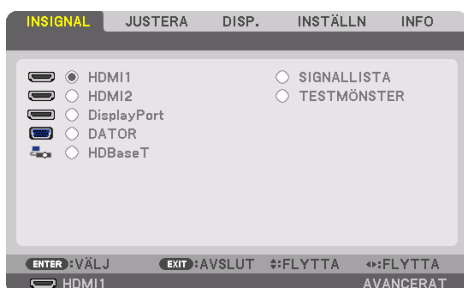 INSIGNAL JUSTERA DISP. INSTÄLLN INFO
HDMI1 SIGNALLISTA
HDMI2 TESTMÖNSTER
DisplayPort
DATOR
HDBaseT
ENTER:VÄLJ EXIT:AVSLUT :FLYTTA :FLYTTA
HDMI1 AVANCERAT